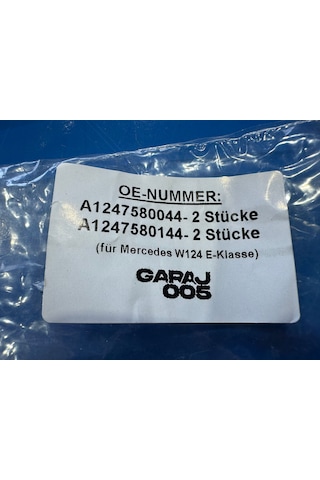 OE-NUMMER:
A1247580044- 2 Stücke
A1247580144- 2 Stücke
(für Mercedes W124 E-Klasse)
GARAJ
005